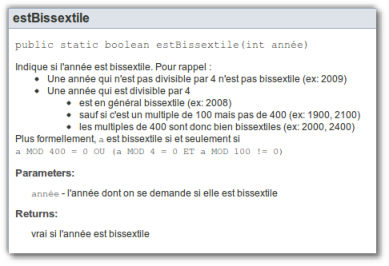 estBissextile
public static boolean estBissextile(int année)
Indique si l'année est bissextile. Pour rappel :
Une année qui n'est pas divisible par 4 n'est pas bissextile (ex: 2009)
Une année qui est divisible par 4
est en général bissextile (ex: 2008)
sauf si c'est un multiple de 100 mais pas de 400 (ex: 1900, 2100)
les multiples de 400 sont donc bien bissextiles (ex: 2000, 2400)
Plus formellement, a est bissextile si et seulement si
a MOD 400 = 0 OU (a MOD 4 = 0 ET a MOD 100 != 0)
Parameters:
année - l'année dont on se demande si elle est bissextile
Returns:
vrai si l'année est bissextile